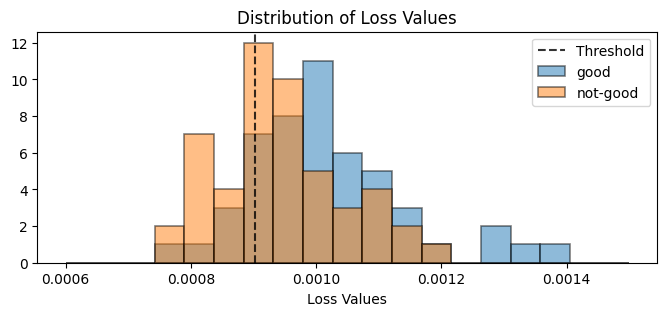 Distribution of Loss Values
Threshold
good
not-good
12
10
8
6
4
2
0
0.0006 0.0008 0.0010 0.0012 0.0014
Loss Values